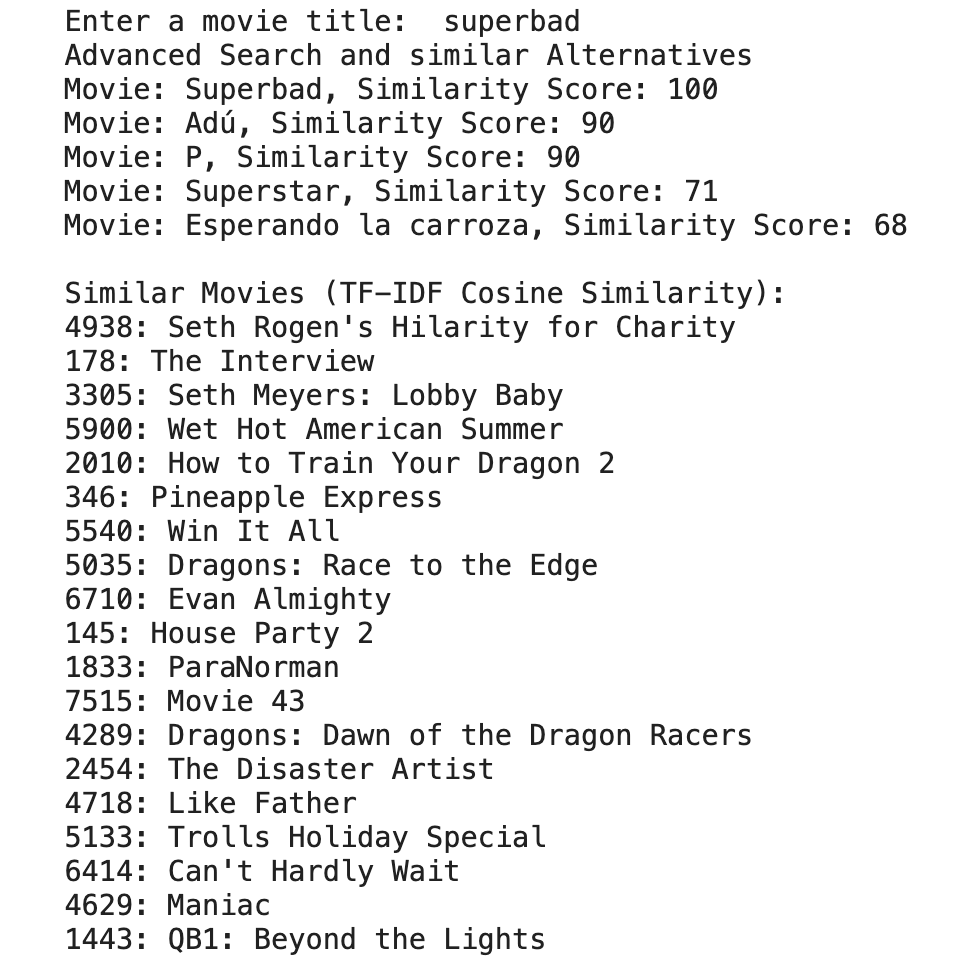 Enter a movie title:  superbad
Advanced Search and similar Alternatives
Movie: Superbad, Similarity Score: 100
Movie: Adú, Similarity Score: 90
Movie: P, Similarity Score: 90
Movie: Superstar, Similarity Score: 71
Movie: Esperando la carroza, Similarity Score: 68

Similar Movies (TF-IDF Cosine Similarity):
4938: Seth Rogen's Hilarity for Charity
178: The Interview
3305: Seth Meyers: Lobby Baby
5900: Wet Hot American Summer
2010: How to Train Your Dragon 2
346: Pineapple Express
5540: Win It All
5035: Dragons: Race to the Edge
6710: Evan Almighty
145: House Party 2
1833: ParaNorman
7515: Movie 43
4289: Dragons: Dawn of the Dragon Racers
2454: The Disaster Artist
4718: Like Father
5133: Trolls Holiday Special
6414: Can't Hardly Wait
4629: Maniac
1443: QB1: Beyond the Lights